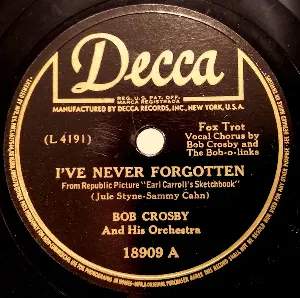 Decca
REG. U.S. PAT. OFF.
MARCA REGISTRADA
MANUFACTURED BY DECCA RECORDS, INC., NEW YORK, U.S.A.
(L 4191)
Fox Trot
Vocal Chorus by
Bob Crosby and
The Bob-o-links
I'VE NEVER FORGOTTEN
From Republic Picture "Earl Carroll's Sketchbook"
(Jule Styne-Sammy Cahn)
BOB CROSBY
And His Orchestra
18909 A